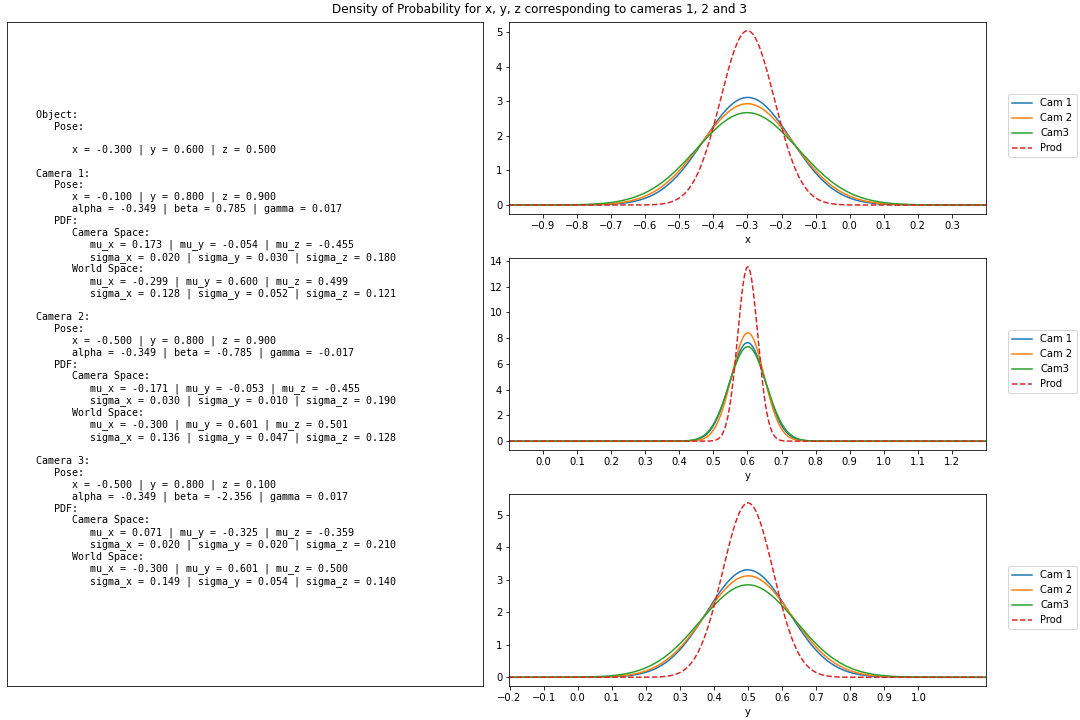 Density of Probability for x, y, z corresponding to cameras 1, 2 and 3
Object:
Pose:
x = -0.300 | y = 0.600 | z = 0.500
Camera 1:
Pose:
x = -0.100 | y = 0.800 | z = 0.900
alpha = -0.349 | beta = 0.785 | gamma = 0.017
PDF:
Camera Space:
mu_x = 0.173 | mu_y = -0.054 | mu_z = -0.455
sigma_x = 0.020 | sigma_y = 0.030 | sigma_z = 0.180
World Space:
mu_x = -0.299 | mu_y = 0.600 | mu_z = 0.499
sigma_x = 0.128 | sigma_y = 0.052 | sigma_z = 0.121
Camera 2:
Pose:
x = -0.500 | y = 0.800 | z = 0.900
alpha = -0.349 | beta = -0.785 | gamma = -0.017
PDF:
Camera Space:
mu_x = -0.171 | mu_y = -0.053 | mu_z = -0.455
sigma_x = 0.030 | sigma_y = 0.010 | sigma_z = 0.190
World Space:
mu_x = -0.300 | mu_y = 0.601 | mu_z = 0.501
sigma_x = 0.136 | sigma_y = 0.047 | sigma_z = 0.128
Camera 3:
Pose:
x = -0.500 | y = 0.800 | z = 0.100
alpha = -0.349 | beta = -2.356 | gamma = 0.017
PDF:
Camera Space:
mu_x = 0.071 | mu_y = -0.325 | mu_z = -0.359
sigma_x = 0.020 | sigma_y = 0.020 | sigma_z = 0.210
World Space:
mu_x = -0.300 | mu_y = 0.601 | mu_z = 0.500
sigma_x = 0.149 | sigma_y = 0.054 | sigma_z = 0.140
5
4
3
2
1
0
−0.9 −0.8 −0.7 −0.6 −0.5 −0.4 −0.3 −0.2 −0.1 0.0 0.1 0.2 0.3
x
Cam 1
Cam 2
Cam3
Prod
14
12
10
8
6
4
2
0
0.0 0.1 0.2 0.3 0.4 0.5 0.6 0.7 0.8 0.9 1.0 1.1 1.2
y
Cam 1
Cam 2
Cam3
Prod
5
4
3
2
1
0
−0.2 −0.1 0.0 0.1 0.2 0.3 0.4 0.5 0.6 0.7 0.8 0.9 1.0
y
Cam 1
Cam 2
Cam3
Prod